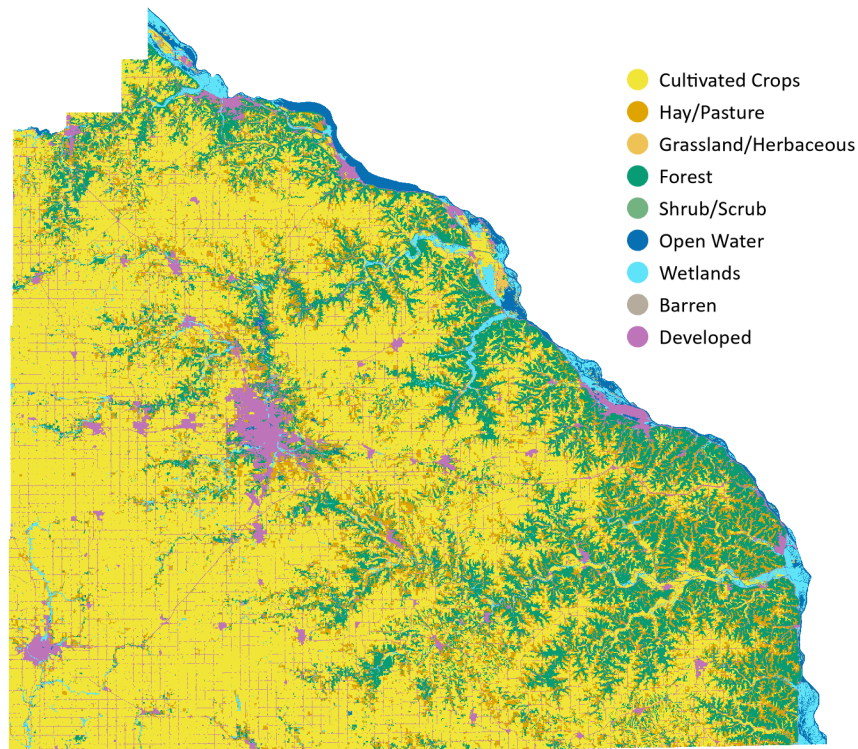 Cultivated Crops
Hay/Pasture
Grassland/Herbaceous
Forest
Shrub/Scrub
Open Water
Wetlands
Barren
Developed